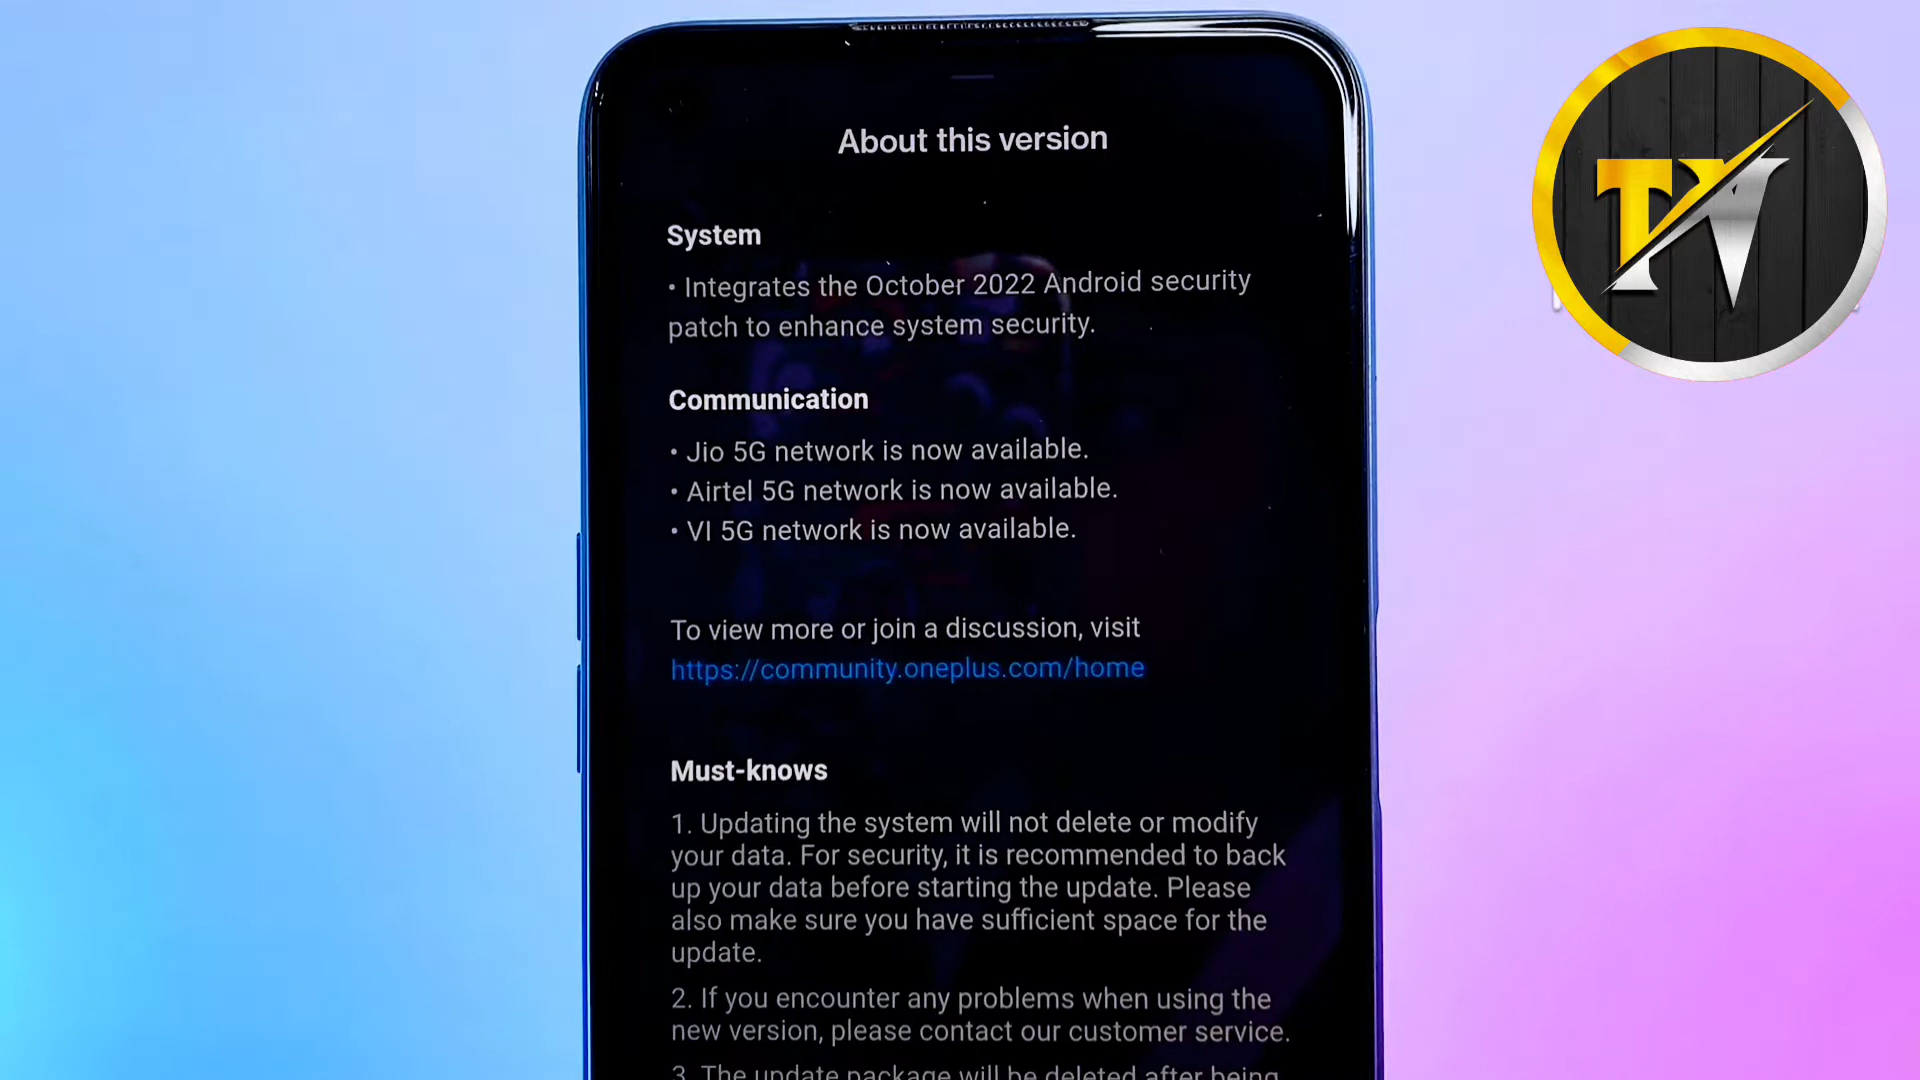 About this version
System
• Integrates the October 2022 Android security
patch to enhance system security.
Communication
• Jio 5G network is now available.
• Airtel 5G network is now available.
• VI 5G network is now available.
To view more or join a discussion, visit
https://community.oneplus.com/home
Must-knows
1. Updating the system will not delete or modify
your data. For security, it is recommended to back
up your data before starting the update. Please
also make sure you have sufficient space for the
update.
2. If you encounter any problems when using the
new version, please contact our customer service.
3. The update package will be deleted after being